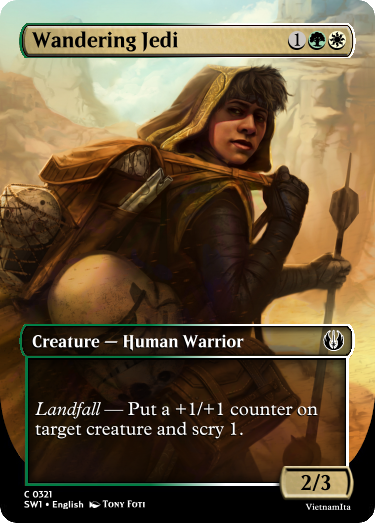 Wandering Jedi 1
Creature — Human Warrior
Landfall — Put a +1/+1 counter on
target creature and scry 1.
2/3
C 0321
SW1 • English Tony Foti
VietnamIta